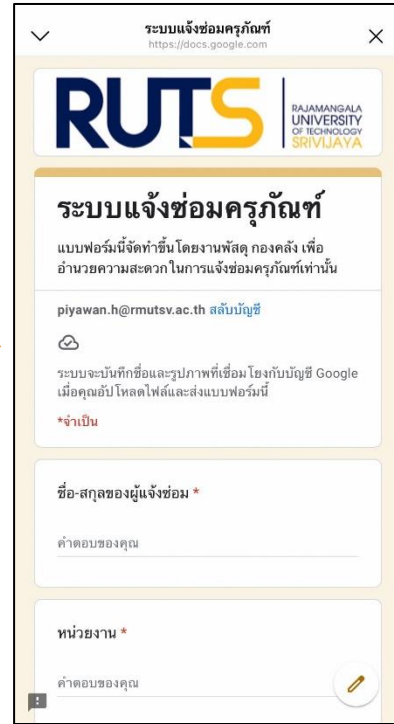 ระบบแจ้งซ่อมครุภัณฑ์
https://docs.google.com
RUTS
RAJAMANGALA
UNIVERSITY
OF TECHNOLOGY
SRIVIJAYA
ระบบแจ้งซ่อมครุภัณฑ์
แบบฟอร์มนี้จัดทำขึ้นโดยงานพัสดุ กองคลัง เพื่อ
อำนวยความสะดวกในการแจ้งซ่อมครุภัณฑ์เท่านั้น
piyawan.h@rmutsv.ac.th สลับบัญชี
ระบบจะบันทึกชื่อและรูปภาพที่เชื่อมโยงกับบัญชี Google
เมื่อคุณอัปโหลดไฟล์และส่งแบบฟอร์มนี้
*จำเป็น
ชื่อ-สกุลของผู้แจ้งซ่อม *
คำตอบของคุณ
หน่วยงาน *
คำตอบของคุณ